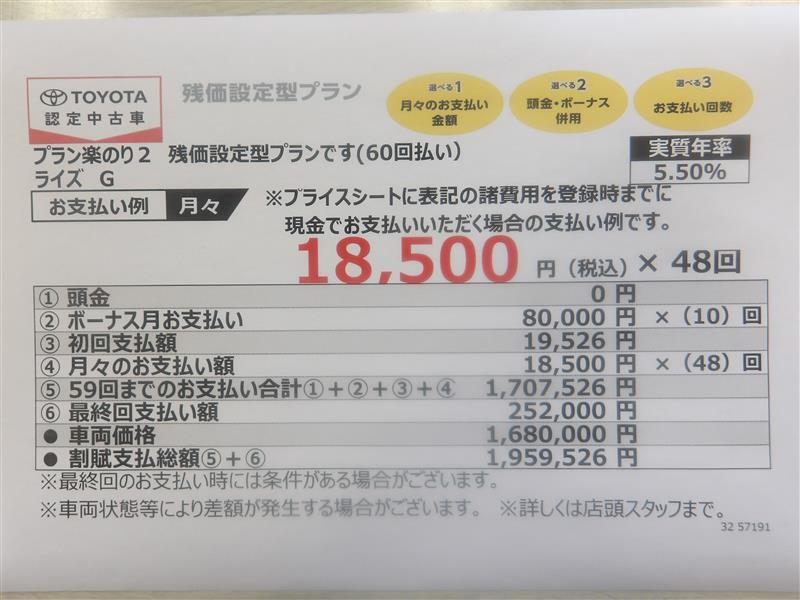 TOYOTA
認定中古車
残価設定型プラン
選べる1
月々のお支払い
金額
選べる2
頭金・ボーナス
併用
選べる3
お支払い回数
プラン楽のり2 残価設定型プランです(60回払い)
実質年率
ライズ G
5.50%
お支払い例 月々
※プライスシートに表記の諸費用を登録時までに
現金でお支払いいただく場合の支払い例です。
18,500 円(税込)× 48回
① 頭金 0 円
② ボーナス月お支払い 80,000 円 ×(10)回
③ 初回支払額 19,526 円
④ 月々のお支払い額 18,500 円 ×(48)回
⑤ 59回までのお支払い合計①+②+③+④ 1,707,526 円
⑥ 最終回支払い額 252,000 円
● 車両価格 1,680,000 円
● 割賦支払総額⑤+⑥ 1,959,526 円
※最終回のお支払い時には条件がある場合がございます。
※車両状態等により差額が発生する場合がございます。 ※詳しくは店頭スタッフまで。
32 57191